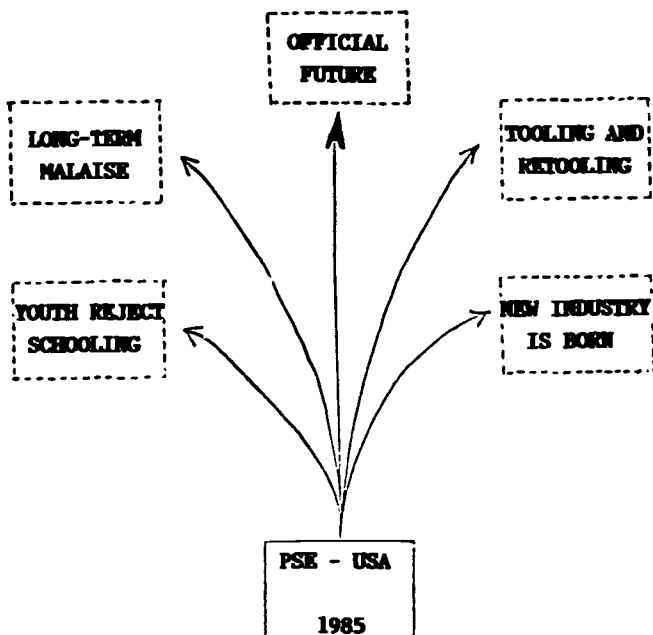 OFFICIAL
FUTURE
LONG-TERM
MALAISE
TOOLING AND
RETOOLING
YOUTH REJECT
SCHOOLING
NEW INDUSTRY
IS BORN
PSE - USA
1985